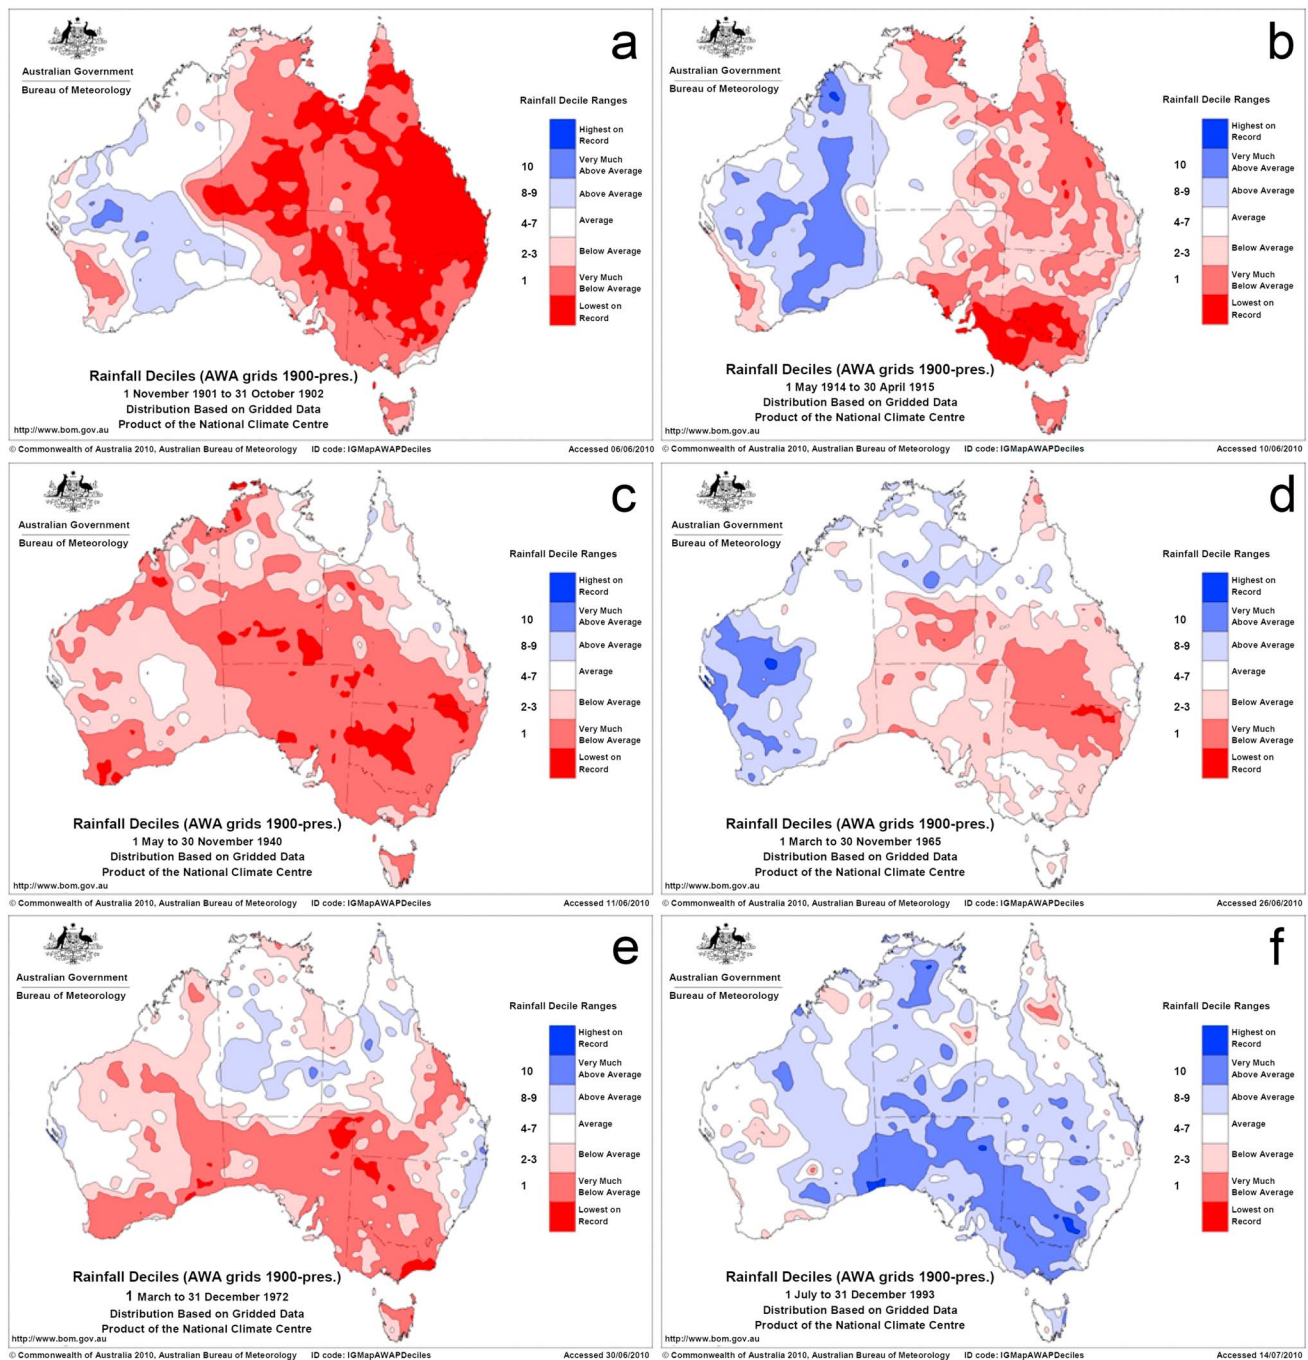 a
Australian Government
Bureau of Meteorology
Rainfall Decile Ranges
Highest on
Record
10
Very Much
Above Average
8-9
Above Average
4-7
Average
2-3
Below Average
1
Very Much
Below Average
Lowest on
Record
Rainfall Deciles (AWA grids 1900-pres.)
1 November 1901 to 31 October 1902
Distribution Based on Gridded Data
Product of the National Climate Centre
http://www.bom.gov.au
© Commonwealth of Australia 2010, Australian Bureau of Meteorology ID code: IGMapAWAPDeciles Accessed 06/06/2010
b
Australian Government
Bureau of Meteorology
Rainfall Decile Ranges
Highest on
Record
10
Very Much
Above Average
8-9
Above Average
4-7
Average
2-3
Below Average
1
Very Much
Below Average
Lowest on
Record
Rainfall Deciles (AWA grids 1900-pres.)
1 May 1914 to 30 April 1915
Distribution Based on Gridded Data
Product of the National Climate Centre
http://www.bom.gov.au
© Commonwealth of Australia 2010, Australian Bureau of Meteorology ID code: IGMapAWAPDeciles Accessed 10/06/2010
c
Australian Government
Bureau of Meteorology
Rainfall Decile Ranges
Highest on
Record
10
Very Much
Above Average
8-9
Above Average
4-7
Average
2-3
Below Average
1
Very Much
Below Average
Lowest on
Record
Rainfall Deciles (AWA grids 1900-pres.)
1 May to 30 November 1940
Distribution Based on Gridded Data
Product of the National Climate Centre
http://www.bom.gov.au
© Commonwealth of Australia 2010, Australian Bureau of Meteorology ID code: IGMapAWAPDeciles Accessed 11/06/2010
d
Australian Government
Bureau of Meteorology
Rainfall Decile Ranges
Highest on
Record
10
Very Much
Above Average
8-9
Above Average
4-7
Average
2-3
Below Average
1
Very Much
Below Average
Lowest on
Record
Rainfall Deciles (AWA grids 1900-pres.)
1 March to 30 November 1965
Distribution Based on Gridded Data
Product of the National Climate Centre
http://www.bom.gov.au
© Commonwealth of Australia 2010, Australian Bureau of Meteorology ID code: IGMapAWAPDeciles Accessed 26/06/2010
e
Australian Government
Bureau of Meteorology
Rainfall Decile Ranges
Highest on
Record
10
Very Much
Above Average
8-9
Above Average
4-7
Average
2-3
Below Average
1
Very Much
Below Average
Lowest on
Record
Rainfall Deciles (AWA grids 1900-pres.)
1 March to 31 December 1972
Distribution Based on Gridded Data
Product of the National Climate Centre
http://www.bom.gov.au
© Commonwealth of Australia 2010, Australian Bureau of Meteorology ID code: IGMapAWAPDeciles Accessed 30/06/2010
f
Australian Government
Bureau of Meteorology
Rainfall Decile Ranges
Highest on
Record
10
Very Much
Above Average
8-9
Above Average
4-7
Average
2-3
Below Average
1
Very Much
Below Average
Lowest on
Record
Rainfall Deciles (AWA grids 1900-pres.)
1 July to 31 December 1993
Distribution Based on Gridded Data
Product of the National Climate Centre
http://www.bom.gov.au
© Commonwealth of Australia 2010, Australian Bureau of Meteorology ID code: IGMapAWAPDeciles Accessed 14/07/2010